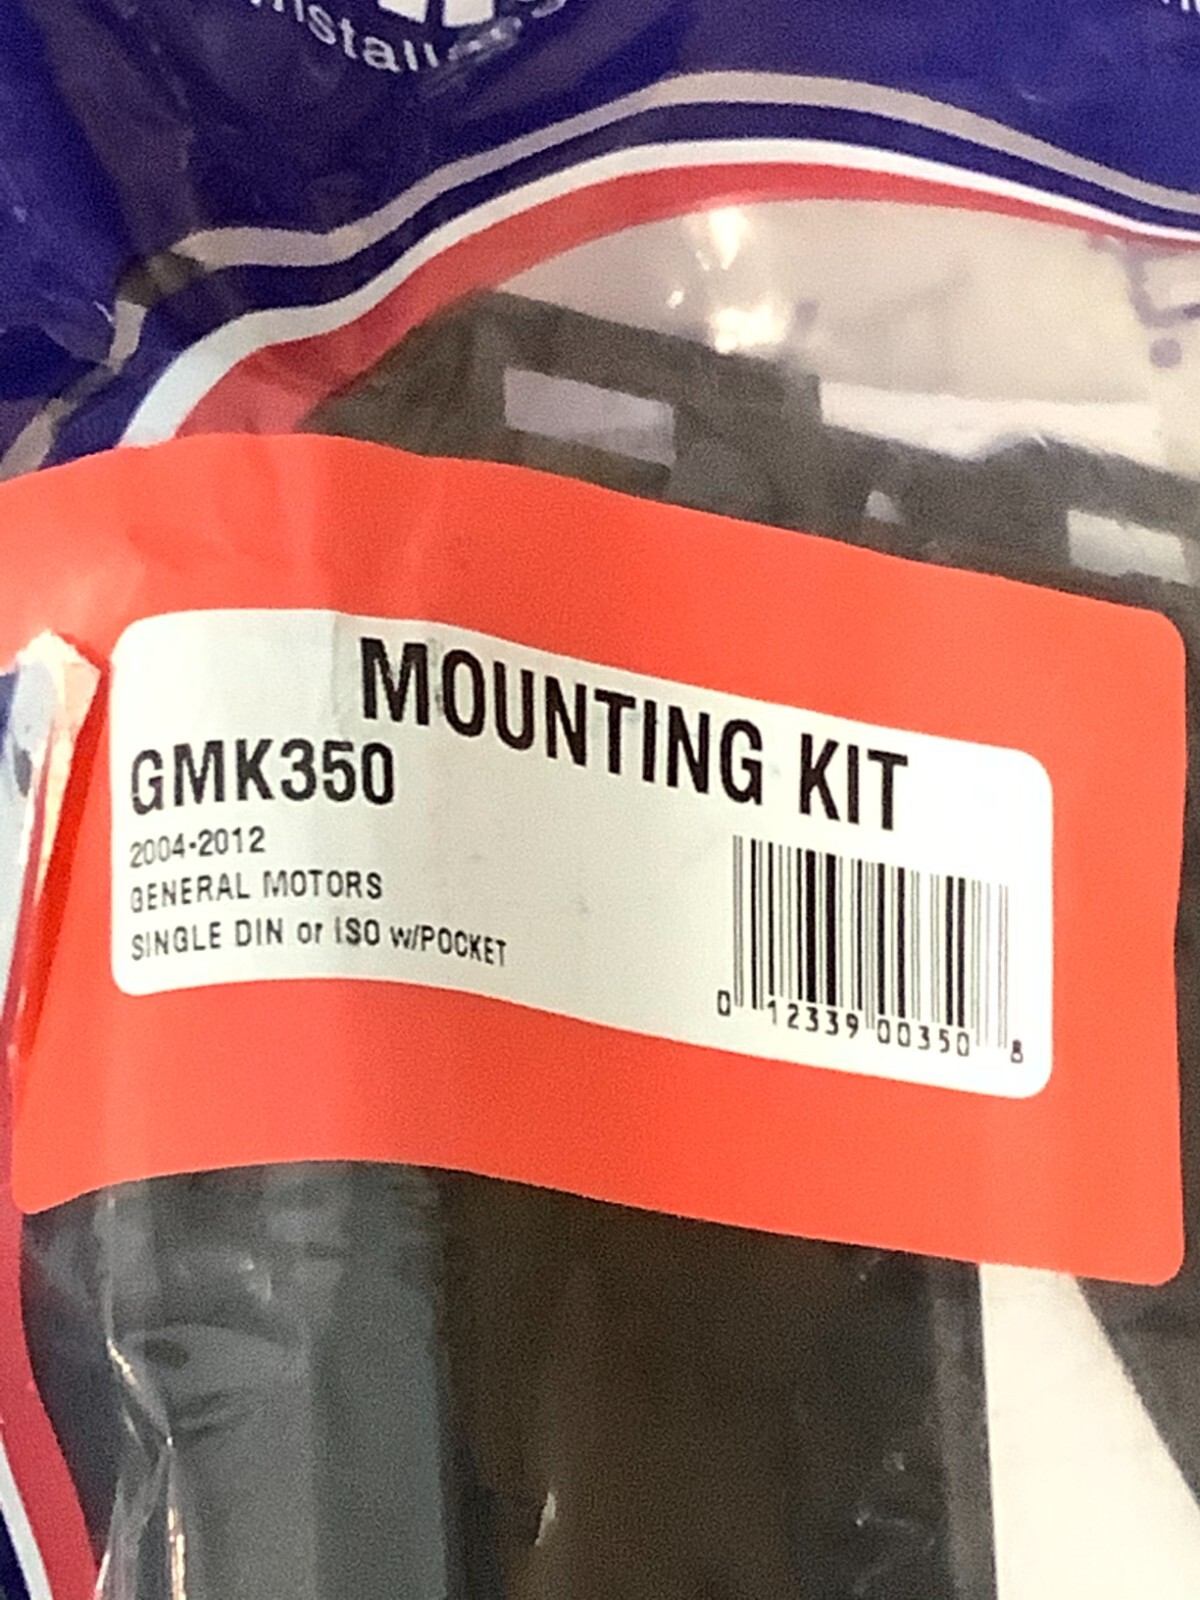 MOUNTING KIT
GMK350
2004-2012
GENERAL MOTORS
SINGLE DIN or ISO w/POCKET
0 12339 00350 8